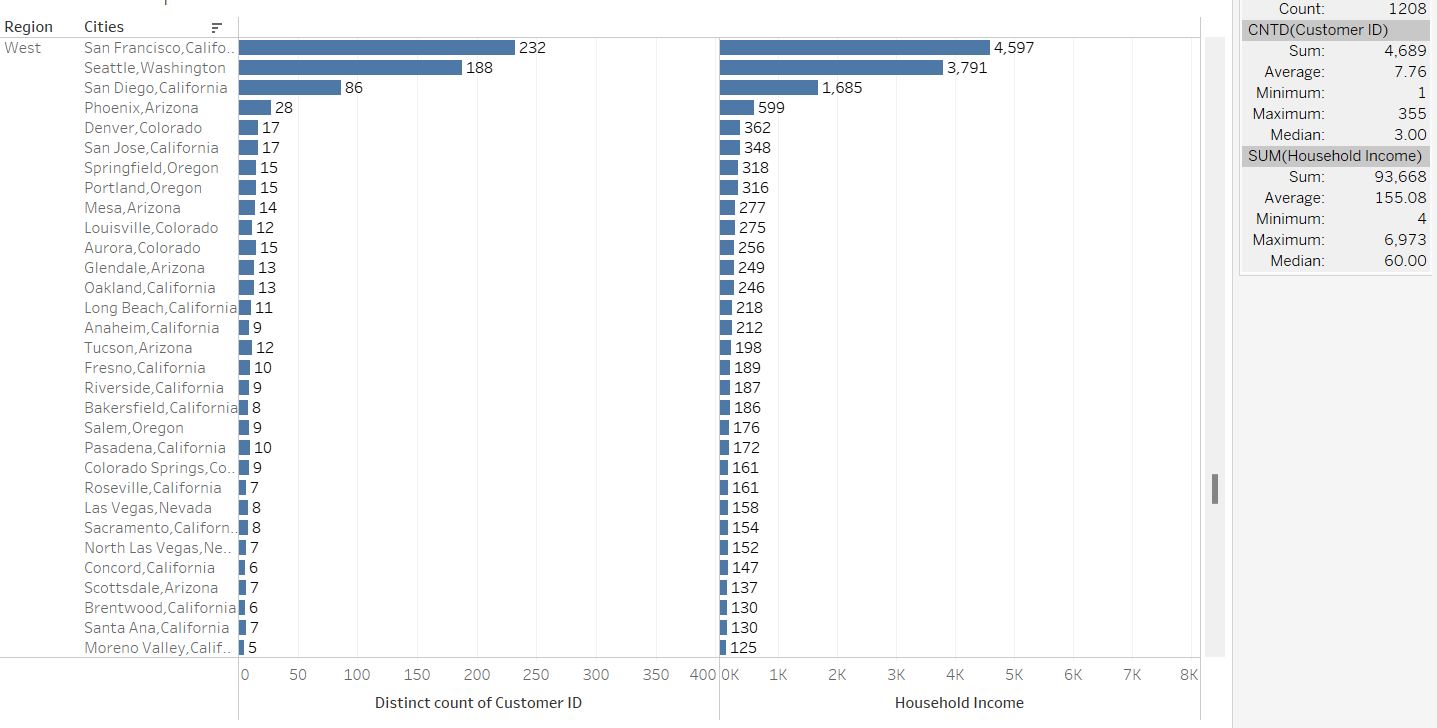 Region Cities
West San Francisco,Califo.. 232 4,597
Seattle,Washington 188 3,791
San Diego,California 86 1,685
Phoenix,Arizona 28 599
Denver,Colorado 17 362
San Jose,California 17 348
Springfield,Oregon 15 318
Portland,Oregon 15 316
Mesa,Arizona 14 277
Louisville,Colorado 12 275
Aurora,Colorado 15 256
Glendale,Arizona 13 249
Oakland,California 13 246
Long Beach,California 11 218
Anaheim,California 9 212
Tucson,Arizona 12 198
Fresno,California 10 189
Riverside,California 9 187
Bakersfield,California 8 186
Salem,Oregon 9 176
Pasadena,California 10 172
Colorado Springs,Co.. 9 161
Roseville,California 7 161
Las Vegas,Nevada 8 158
Sacramento,Californ.. 8 154
North Las Vegas,Ne.. 7 152
Concord,California 6 147
Scottsdale,Arizona 7 137
Brentwood,California 6 130
Santa Ana,California 7 130
Moreno Valley,Calif.. 5 125
0 50 100 150 200 250 300 350 400 0K 1K 2K 3K 4K 5K 6K 7K 8K
Distinct count of Customer ID Household Income
Count: 1208
CNTD(Customer ID)
Sum: 4,689
Average: 7.76
Minimum: 1
Maximum: 355
Median: 3.00
SUM(Household Income)
Sum: 93,668
Average: 155.08
Minimum: 4
Maximum: 6,973
Median: 60.00